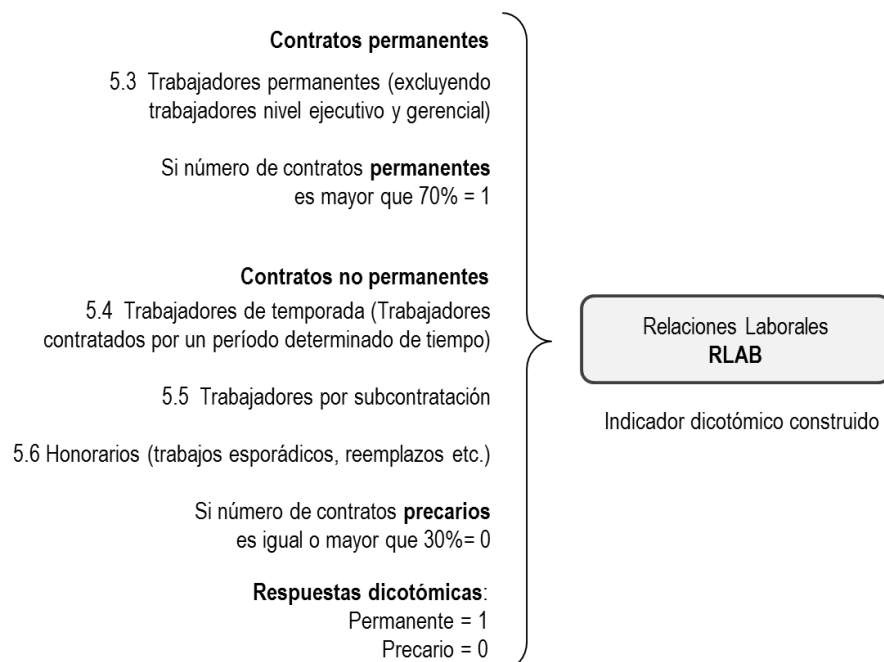 Contratos permanentes
5.3 Trabajadores permanentes (excluyendo
trabajadores nivel ejecutivo y gerencial)
Si número de contratos permanentes
es mayor que 70% = 1
Contratos no permanentes
5.4 Trabajadores de temporada (Trabajadores
contratados por un período determinado de tiempo)
5.5 Trabajadores por subcontratación
5.6 Honorarios (trabajos esporádicos, reemplazos etc.)
Si número de contratos precarios
es igual o mayor que 30%= 0
Respuestas dicotómicas:
Permanente = 1
Precario = 0
Relaciones Laborales
RLAB
Indicador dicotómico construido